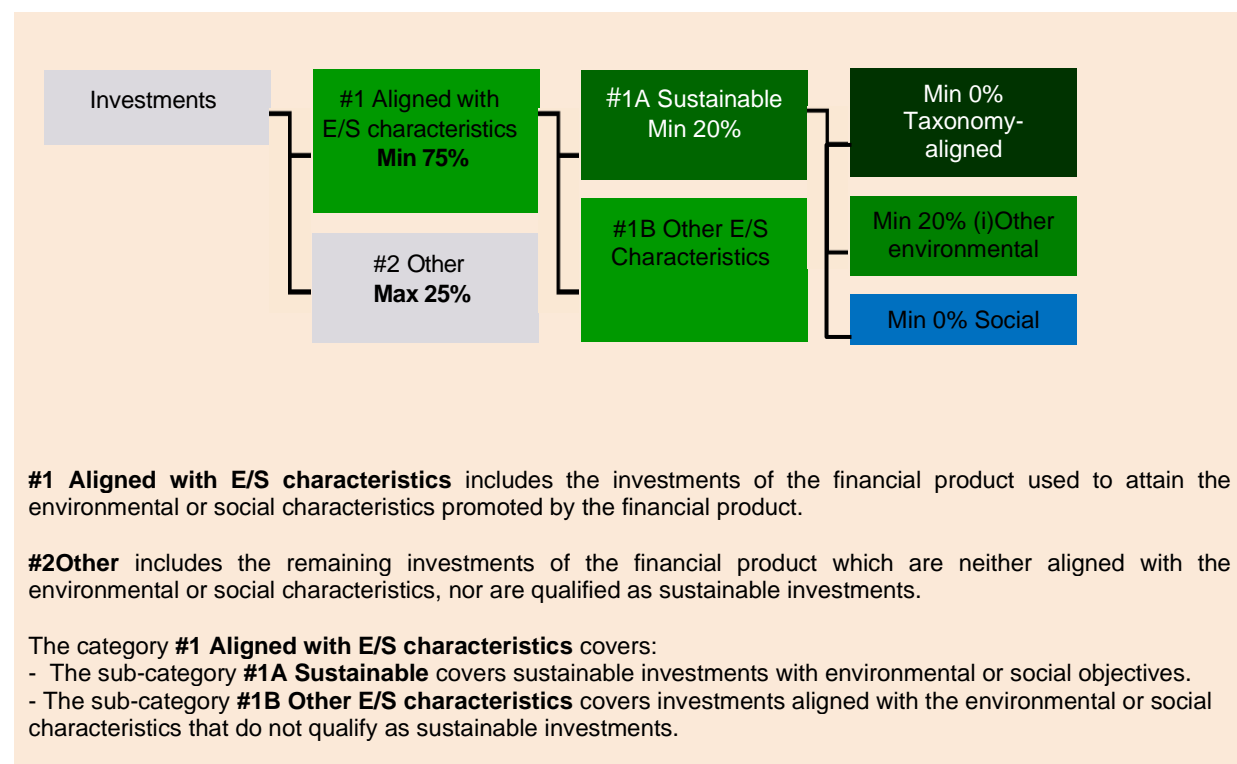 Investments
#1 Aligned with
E/S characteristics
Min 75%
#2 Other
Max 25%
#1A Sustainable
Min 20%
#1B Other E/S
Characteristics
Min 0%
Taxonomy-
aligned
Min 20% (i)Other
environmental
Min 0% Social
#1 Aligned with E/S characteristics includes the investments of the financial product used to attain the
environmental or social characteristics promoted by the financial product.
#2Other includes the remaining investments of the financial product which are neither aligned with the
environmental or social characteristics, nor are qualified as sustainable investments.
The category #1 Aligned with E/S characteristics covers:
- The sub-category #1A Sustainable covers sustainable investments with environmental or social objectives.
- The sub-category #1B Other E/S characteristics covers investments aligned with the environmental or social
characteristics that do not qualify as sustainable investments.